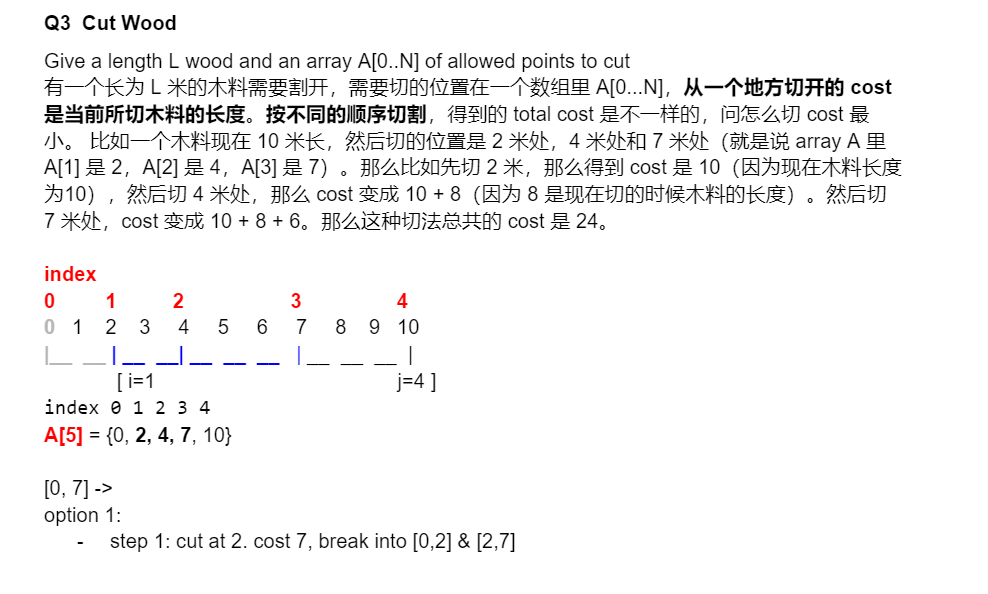 Q3  Cut Wood
Give a length L wood and an array A[0..N] of allowed points to cut
有一个长为 L 米的木料需要割开，需要切的位置在一个数组里 A[0...N]，从一个地方切开的 cost
是当前所切木料的长度。按不同的顺序切割，得到的 total cost 是不一样的，问怎么切 cost 最
小。 比如一个木料现在 10 米长，然后切的位置是 2 米处，4 米处和 7 米处（就是说 array A 里
A[1] 是 2，A[2] 是 4，A[3] 是 7）。那么比如先切 2 米，那么得到 cost 是 10（因为现在木料长度
为10），然后切 4 米处，那么 cost 变成 10 + 8（因为 8 是现在切的时候木料的长度）。然后切
7 米处，cost 变成 10 + 8 + 6。那么这种切法总共的 cost 是 24。
index
0 1 2 3 4
0 1 2 3 4 5 6 7 8 9 10
|__ __|__ __|__ __ __ |__ __ __ |
[ i=1 j=4 ]
index 0 1 2 3 4
A[5] = {0, 2, 4, 7, 10}
[0, 7] ->
option 1:
- step 1: cut at 2. cost 7, break into [0,2] & [2,7]